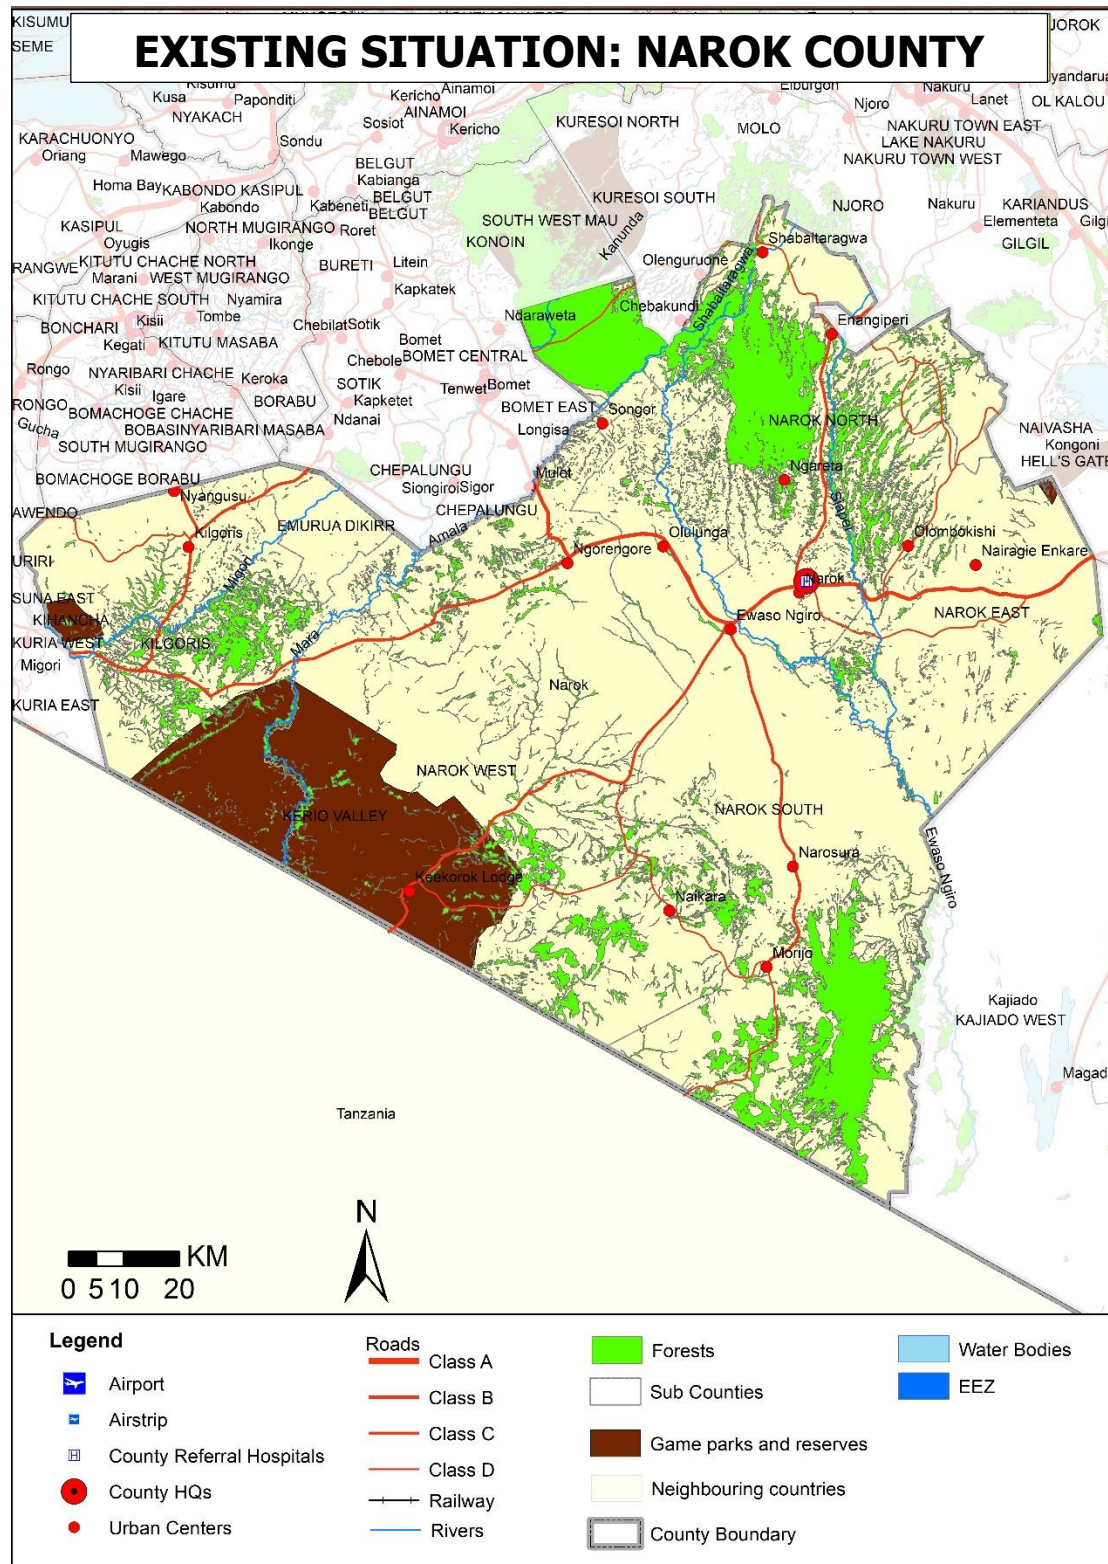 EXISTING SITUATION: NAROK COUNTY
KISUMU
SEME
JOROK
Kisumu
Kusa
Paponditi
NYAKACH
Ainamoi
Kericho
AINAMOI
Sosiot
Kericho
Elburgon
Njoro
Nakuru
Lanet
OL KALOU
KURESOI NORTH
MOLO
NAKURU TOWN EAST
LAKE NAKURU
NAKURU TOWN WEST
KARACHUONYO
Oriang
Mawego
Sondu
BELGUT
Kabianga
BELGUT
BELGUT
Homa Bay
KABONDO KASIPUL
Kabondo
Kabeneti
KURESOI SOUTH
NJORO
Nakuru
KARIANDUS
Elementeta
Gilgi
GILGIL
KASIPUL
Oyugis
NORTH MUGIRANGO
Ikonge
Roret
SOUTH WEST MAU
KONOIN
Kanunda
Shabaltaragwa
RANGWE
KITUTU CHACHE NORTH
Marani
WEST MUGIRANGO
BURETI
Litein
Kapkatek
Olenguruone
Shabaltaragwa
KITUTU CHACHE SOUTH
Nyamira
Tombe
BONCHARI
Kisii
Kegati
KITUTU MASABA
Chebilat
Sotik
Ndaraweta
Chebakundi
Enangiperi
Bomet
BOMET CENTRAL
Chebole
Rongo
NYARIBARI CHACHE
Kisii
Keroka
Igare
SOTIK
Kapketet
Tenwet
Bomet
RONGO
BOMACHOGE CHACHE
BORABU
Ndanai
BOMET EAST
Songor
Gucha
BOBASI
NYARIBARI MASABA
SOUTH MUGIRANGO
Longisa
NAROK NORTH
NAIVASHA
Kongoni
HELL'S GATE
BOMACHOGE BORABU
Nyangusu
CHEPALUNGU
Siongiroi
Sigor
CHEPALUNGU
Mulot
Ngareta
Siapei
AWENDO
Kilgoris
EMURUA DIKIRR
Amala
Ngorengore
Ololunga
Olombokishi
Nairagie Enkare
URIRI
Migori
SUNA EAST
KIHANCHA
KURIA WEST
KILGORIS
Migori
Mara
Narok
Ewaso Ngiro
NAROK EAST
KURIA EAST
Narok
NAROK WEST
NAROK SOUTH
KERIO VALLEY
Keekorok Lodge
Narosura
Ewaso Ngiro
Naikara
Morijo
Kajiado
KAJIADO WEST
Magad
Tanzania
N
KM
0 5 10 20
Legend
Airport
Airstrip
County Referral Hospitals
County HQs
Urban Centers
Roads
Class A
Class B
Class C
Class D
Railway
Rivers
Forests
Sub Counties
Game parks and reserves
Neighbouring countries
County Boundary
Water Bodies
EEZ